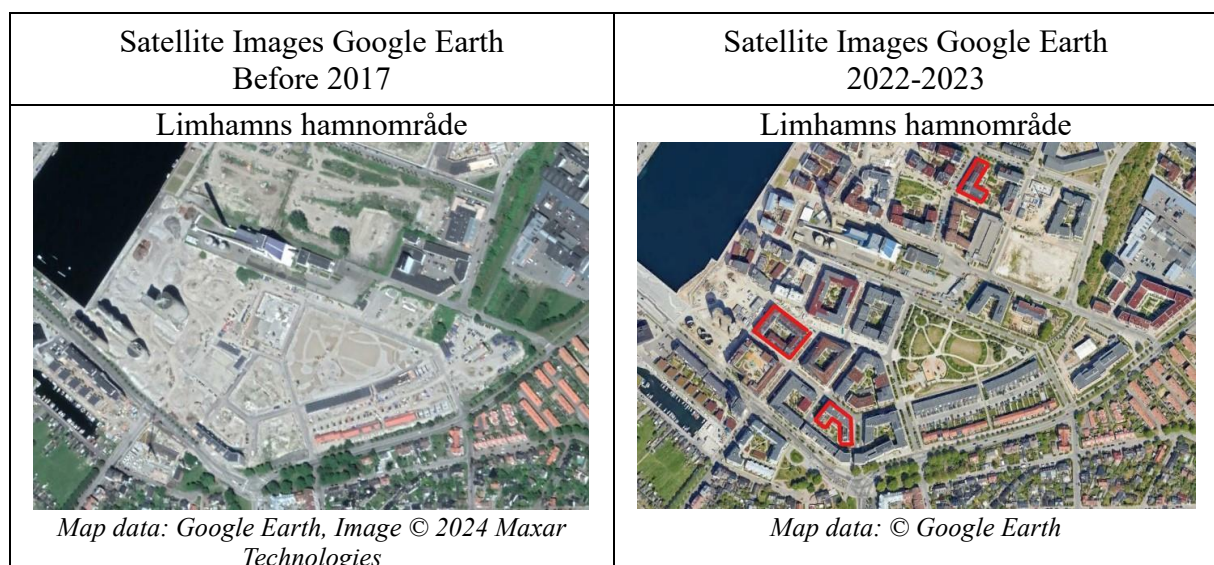 Satellite Images Google Earth
Before 2017
Satellite Images Google Earth
2022-2023
Limhamns hamnområde
Map data: Google Earth, Image © 2024 Maxar
Technologies
Limhamns hamnområde
Map data: © Google Earth